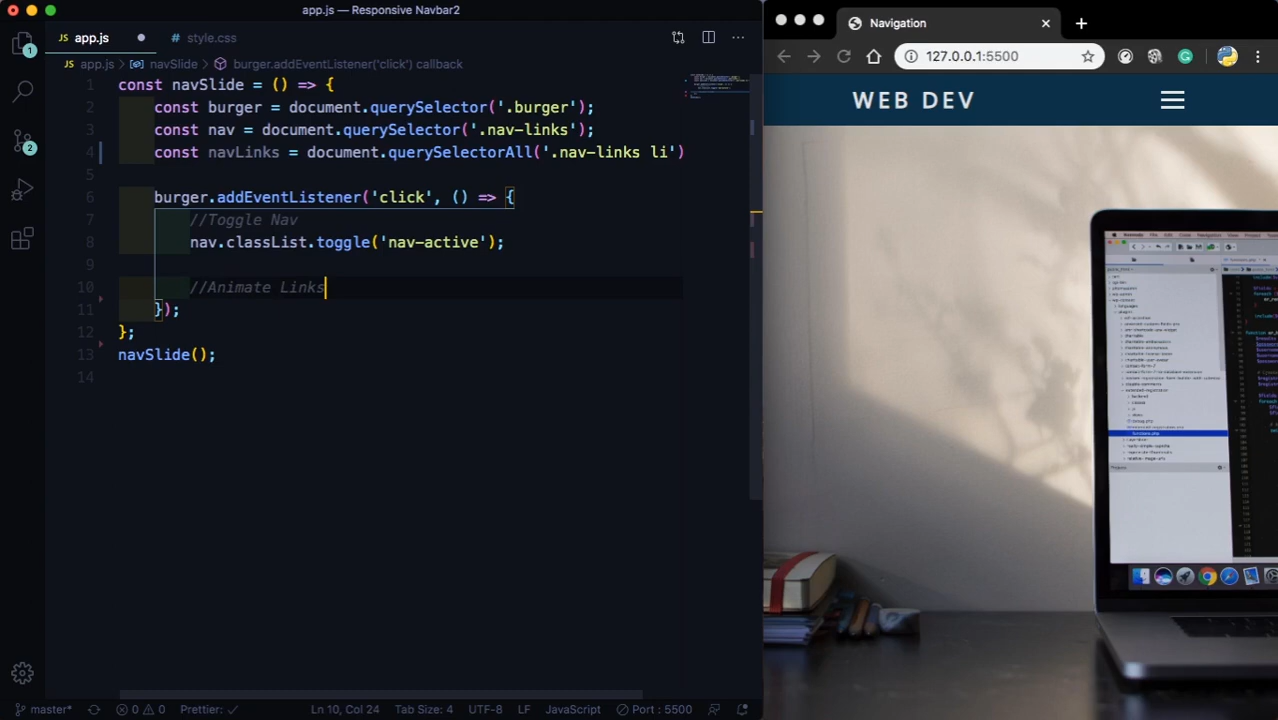 app.js — Responsive Navbar2
app.js
style.css
app.js > navSlide > burger.addEventListener('click') callback
1 const navSlide = () => {
2 const burger = document.querySelector('.burger');
3 const nav = document.querySelector('.nav-links');
4 const navLinks = document.querySelectorAll('.nav-links li')
5
6 burger.addEventListener('click', () => {
7 //Toggle Nav
8 nav.classList.toggle('nav-active');
9
10 //Animate Links
11 });
12 };
13 navSlide();
14
1
2
master*
0 0
Prettier: ✓
Ln 10, Col 24
Tab Size: 4
UTF-8
LF
JavaScript
Port : 5500
Navigation
127.0.0.1:5500
WEB DEV